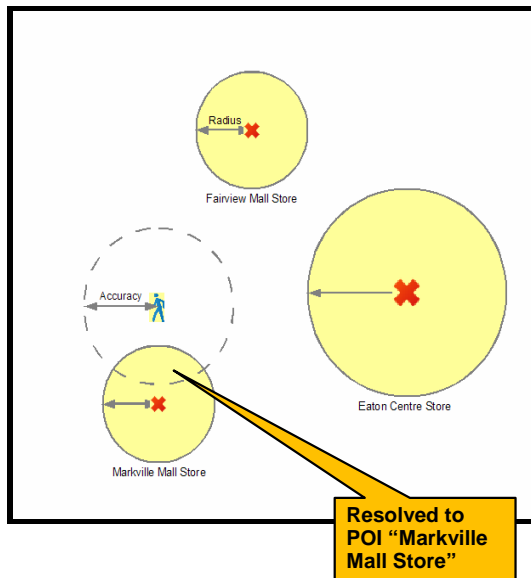 Radius
Fairview Mall Store
Accuracy
Eaton Centre Store
Markville Mall Store
Resolved to
POI “Markville
Mall Store”